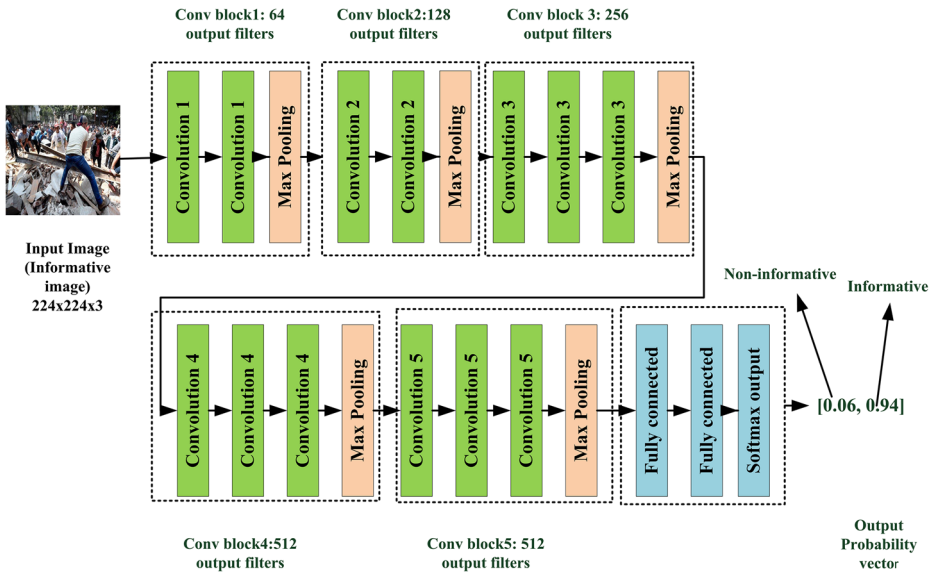 Conv block1: 64
output filters
Conv block2:128
output filters
Conv block 3: 256
output filters
Convolution 1
Convolution 1
Max Pooling
Convolution 2
Convolution 2
Max Pooling
Convolution 3
Convolution 3
Convolution 3
Max Pooling
Input Image
(Informative
image)
224x224x3
Non-informative
Informative
Convolution 4
Convolution 4
Convolution 4
Max Pooling
Convolution 5
Convolution 5
Convolution 5
Max Pooling
Fully connected
Fully connected
Softmax output
[0.06, 0.94]
Conv block4:512
output filters
Conv block5: 512
output filters
Output
Probability
vector